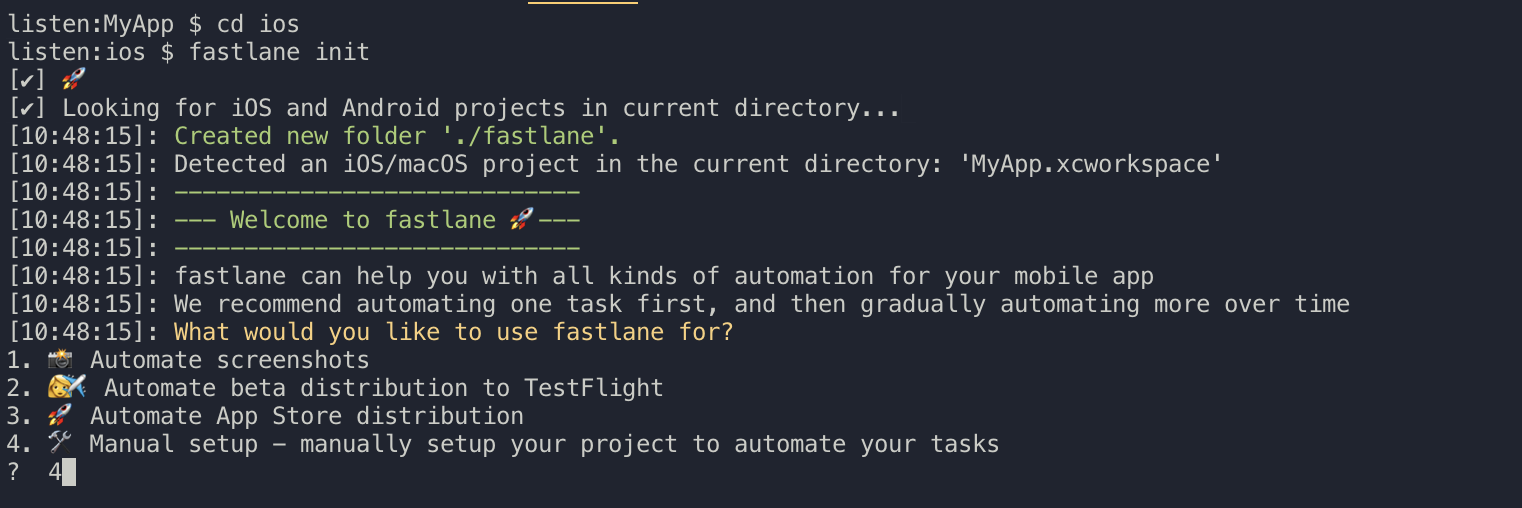 listen:MyApp $ cd ios
listen:ios $ fastlane init
[✔] 🚀
[✔] Looking for iOS and Android projects in current directory...
[10:48:15]: Created new folder './fastlane'.
[10:48:15]: Detected an iOS/macOS project in the current directory: 'MyApp.xcworkspace'
[10:48:15]: -----------------------------
[10:48:15]: --- Welcome to fastlane 🚀 ---
[10:48:15]: -----------------------------
[10:48:15]: fastlane can help you with all kinds of automation for your mobile app
[10:48:15]: We recommend automating one task first, and then gradually automating more over time
[10:48:15]: What would you like to use fastlane for?
1. 📸 Automate screenshots
2. 👩‍✈️ Automate beta distribution to TestFlight
3. 🚀 Automate App Store distribution
4. 🛠 Manual setup - manually setup your project to automate your tasks
? 4